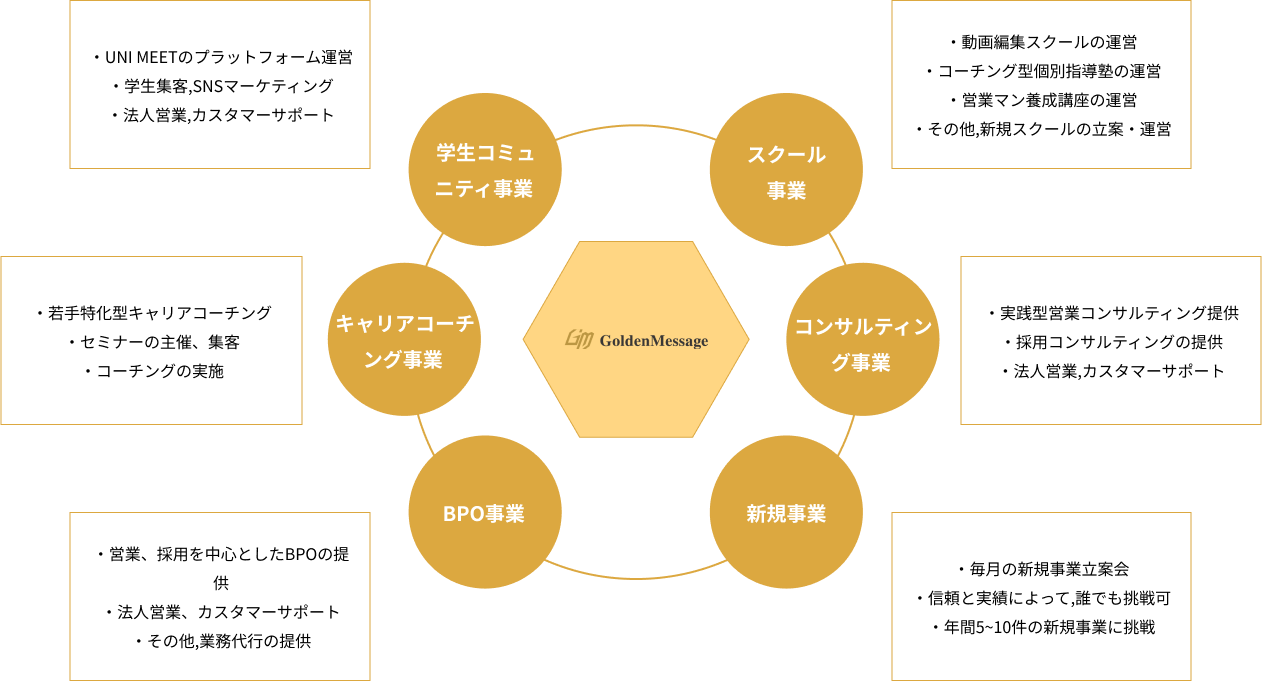 ・UNI MEETのプラットフォーム運営
・学生集客,SNSマーケティング
・法人営業,カスタマーサポート
・動画編集スクールの運営
・コーチング型個別指導塾の運営
・営業マン養成講座の運営
・その他,新規スクールの立案・運営
学生コミュ
ニティ事業
スクール
事業
・若手特化型キャリアコーチング
・セミナーの主催、集客
・コーチングの実施
キャリアコーチ
ング事業
GM GoldenMessage
コンサルティン
グ事業
・実践型営業コンサルティング提供
・採用コンサルティングの提供
・法人営業,カスタマーサポート
BPO事業
新規事業
・営業、採用を中心としたBPOの提
供
・法人営業、カスタマーサポート
・その他,業務代行の提供
・毎月の新規事業立案会
・信頼と実績によって,誰でも挑戦可
・年間5~10件の新規事業に挑戦